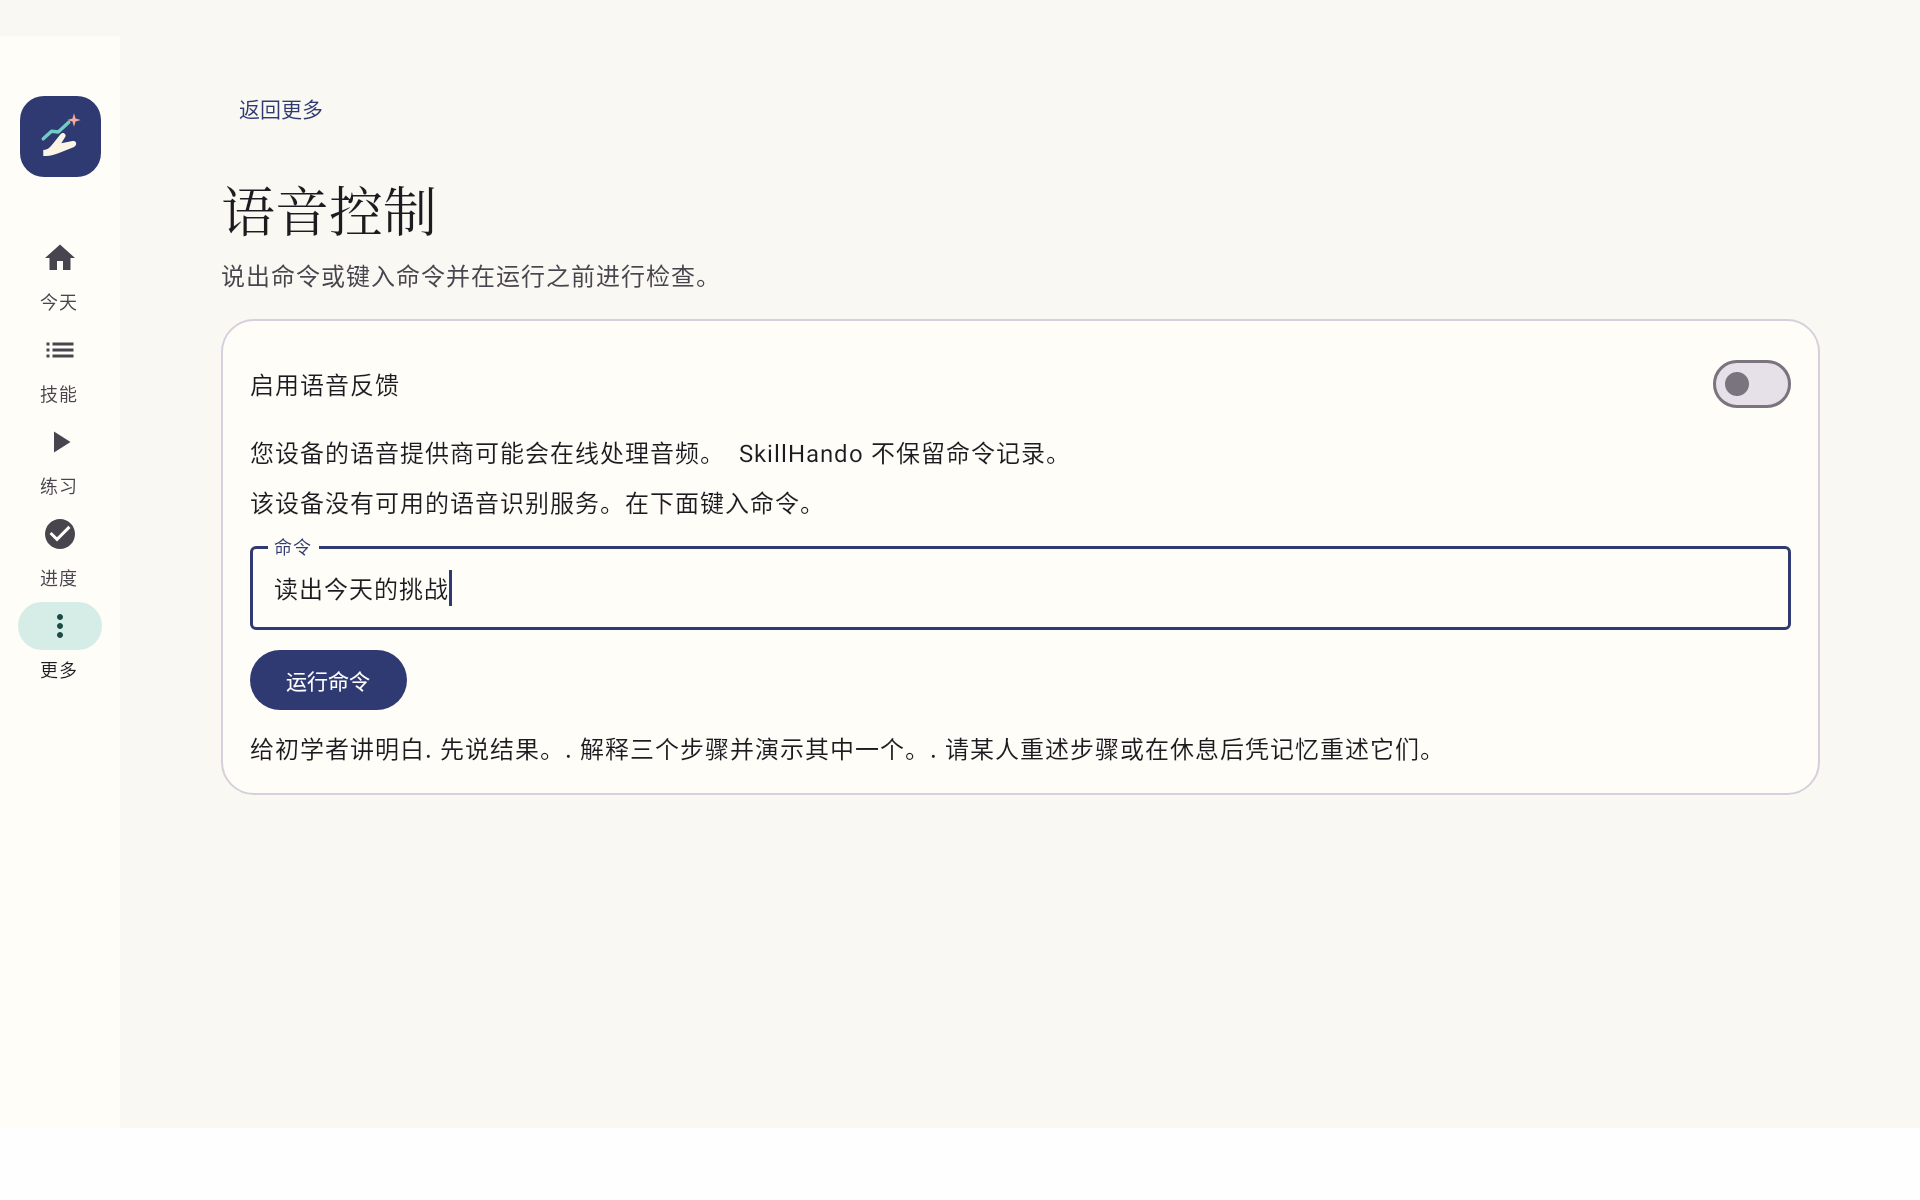 返回更多
语音控制
说出命令或键入命令并在运行之前进行检查。
今天
技能
练习
进度
更多
启用语音反馈
您设备的语音提供商可能会在线处理音频。 SkillHando 不保留命令记录。
该设备没有可用的语音识别服务。在下面键入命令。
命令
读出今天的挑战
运行命令
给初学者讲明白. 先说结果。. 解释三个步骤并演示其中一个。. 请某人重述步骤或在休息后凭记忆重述它们。